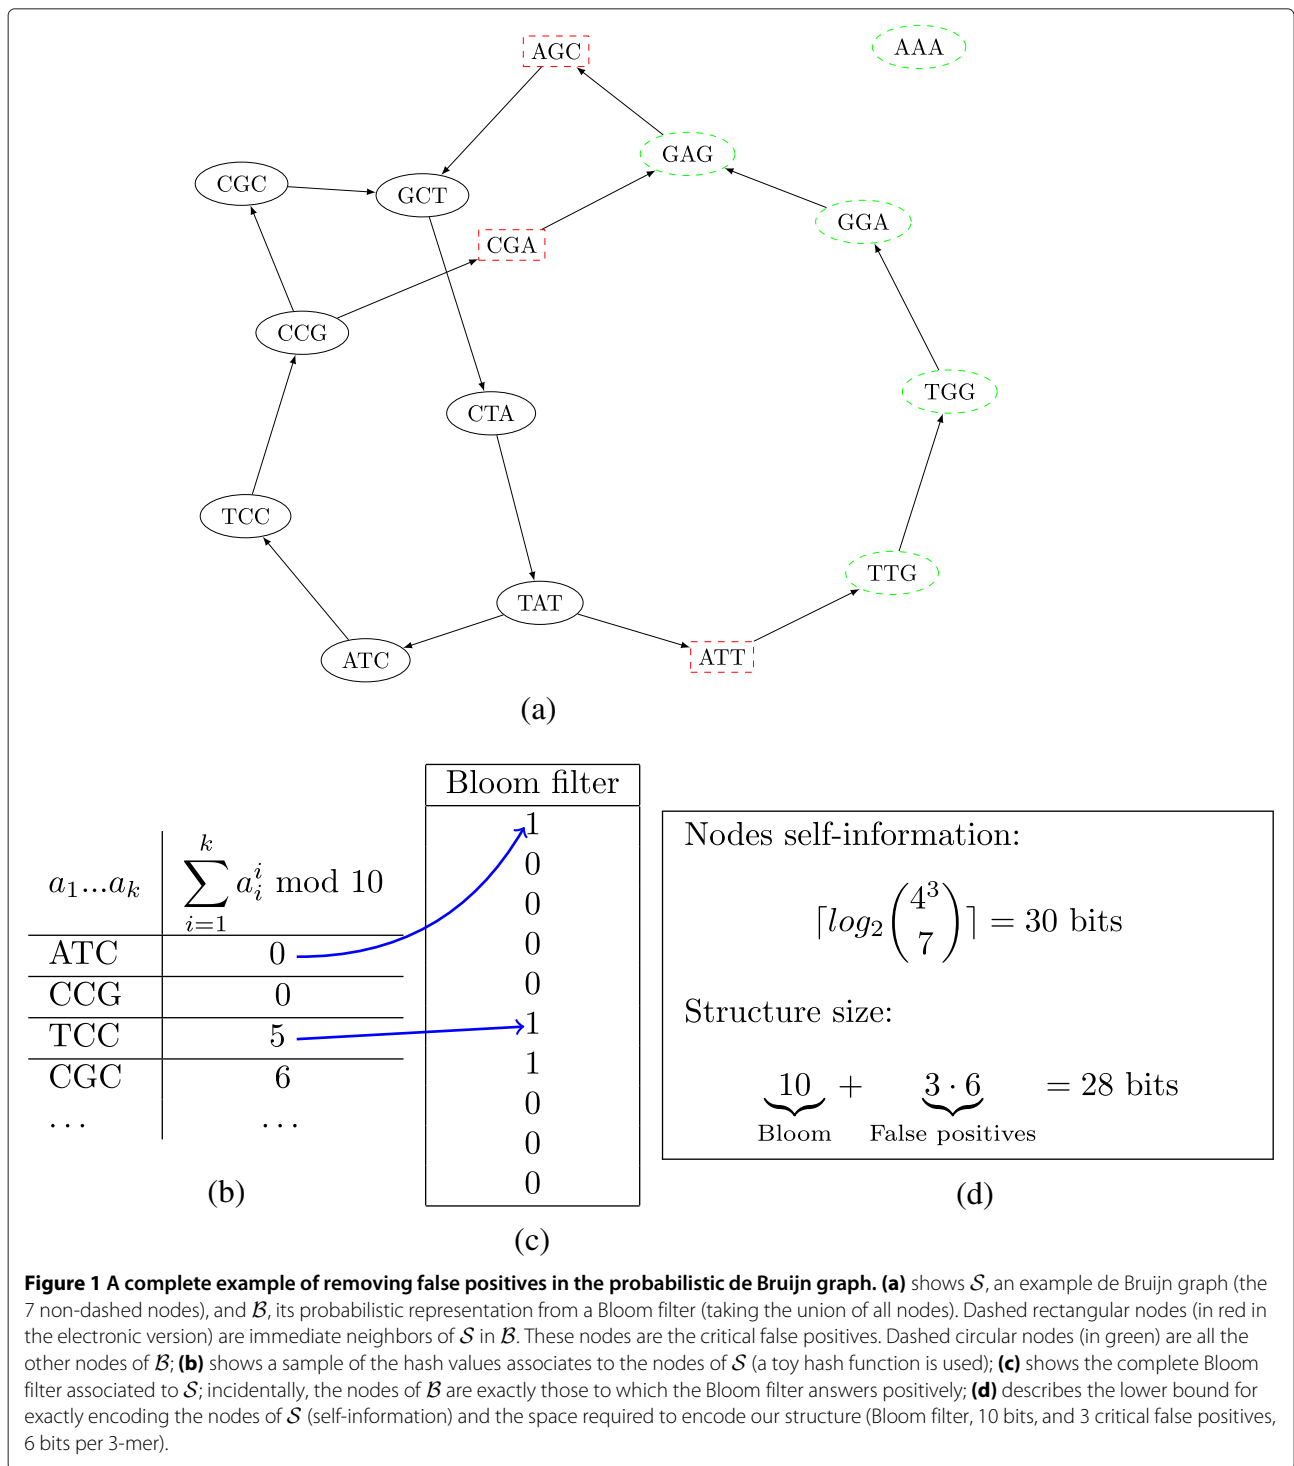 AGC
AAA
GAG
CGC
GCT
GGA
CGA
CCG
TGG
CTA
TCC
TTG
TAT
ATC
ATT
(a)
Bloom filter
1
0
0
0
0
1
1
0
0
0
(c)
a₁...aₖ
∑ᵢ₌₁ᵏ aᵢⁱ mod 10
ATC 0
CCG 0
TCC 5
CGC 6
... ...
(b)
Nodes self-information:
⌈log₂(4³ 7)⌉ = 30 bits
Structure size:
10 + 3 · 6 = 28 bits
Bloom False positives
(d)
Figure 1 A complete example of removing false positives in the probabilistic de Bruijn graph. (a) shows 𝒮, an example de Bruijn graph (the
7 non-dashed nodes), and ℬ, its probabilistic representation from a Bloom filter (taking the union of all nodes). Dashed rectangular nodes (in red in
the electronic version) are immediate neighbors of 𝒮 in ℬ. These nodes are the critical false positives. Dashed circular nodes (in green) are all the
other nodes of ℬ; (b) shows a sample of the hash values associates to the nodes of 𝒮 (a toy hash function is used); (c) shows the complete Bloom
filter associated to 𝒮; incidentally, the nodes of ℬ are exactly those to which the Bloom filter answers positively; (d) describes the lower bound for
exactly encoding the nodes of 𝒮 (self-information) and the space required to encode our structure (Bloom filter, 10 bits, and 3 critical false positives,
6 bits per 3-mer).